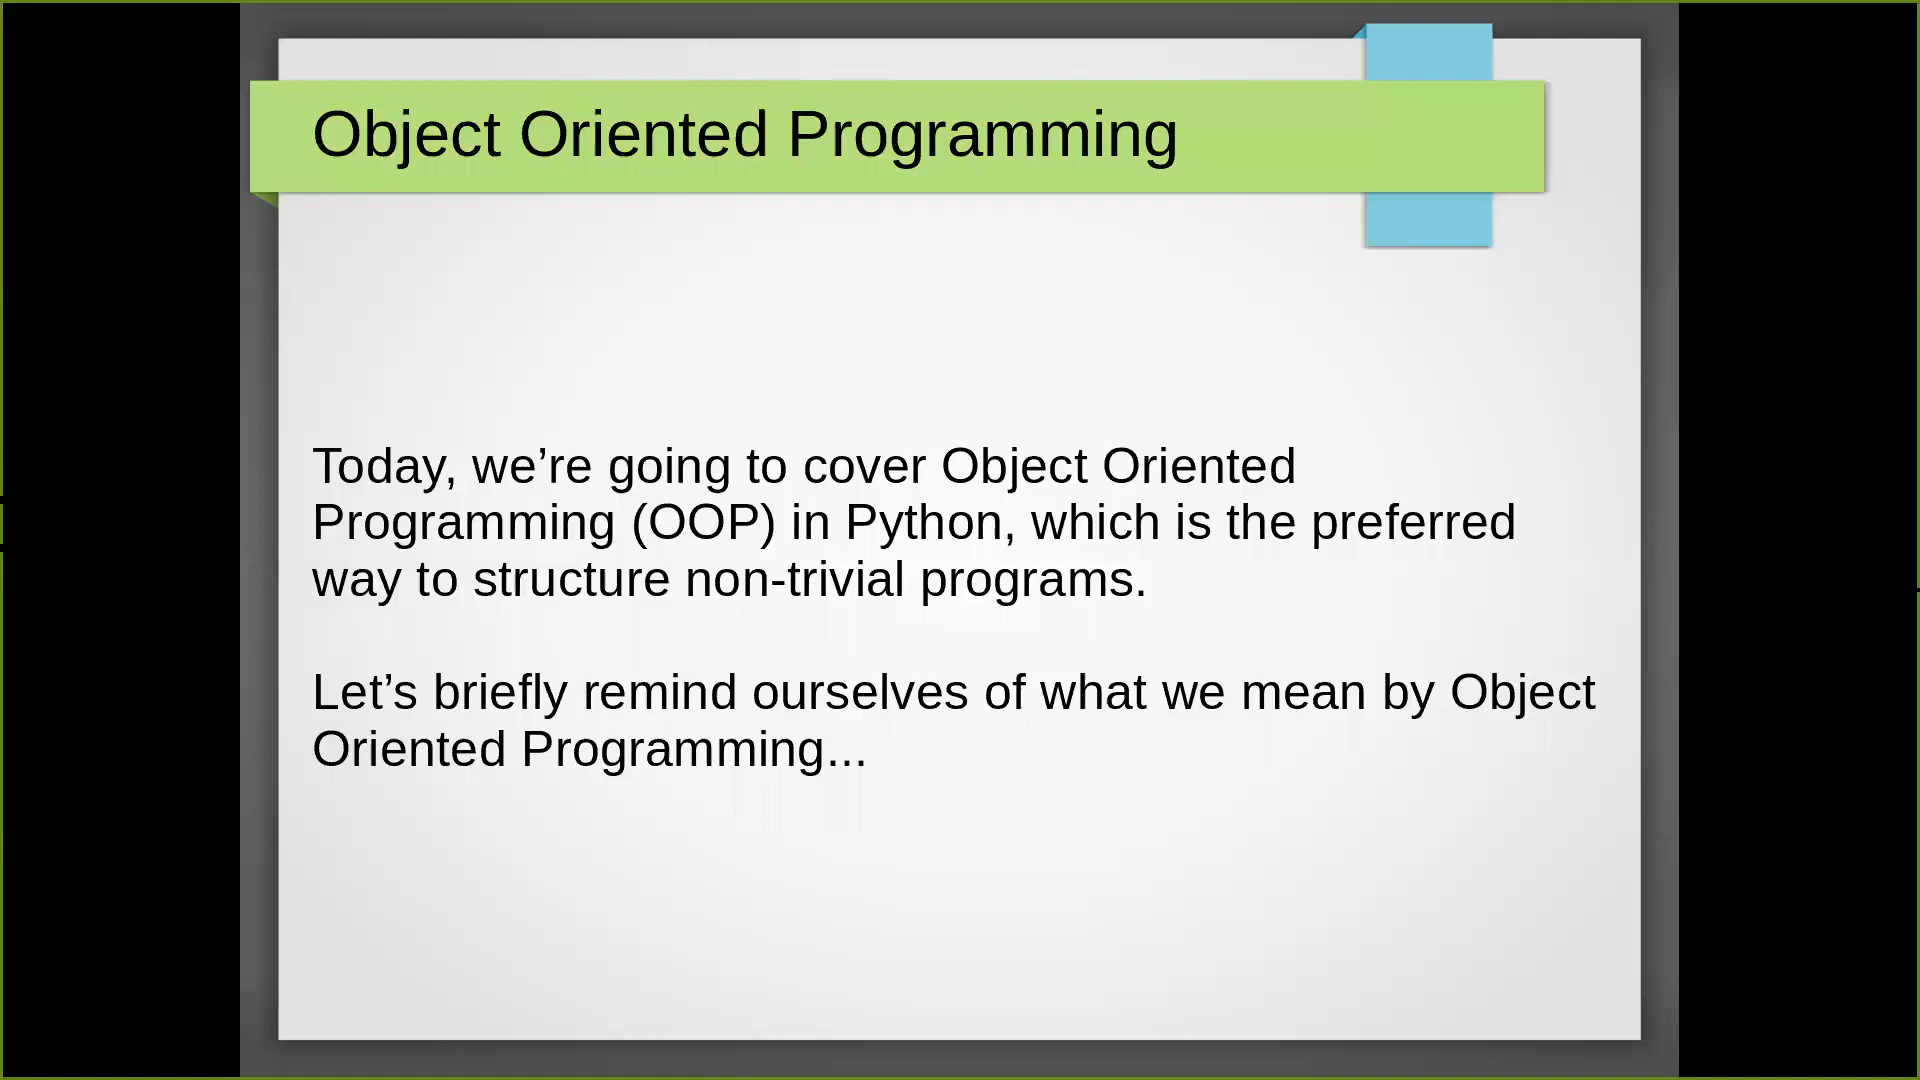 Object Oriented Programming
Today, we’re going to cover Object Oriented
Programming (OOP) in Python, which is the preferred
way to structure non-trivial programs.
Let’s briefly remind ourselves of what we mean by Object
Oriented Programming...